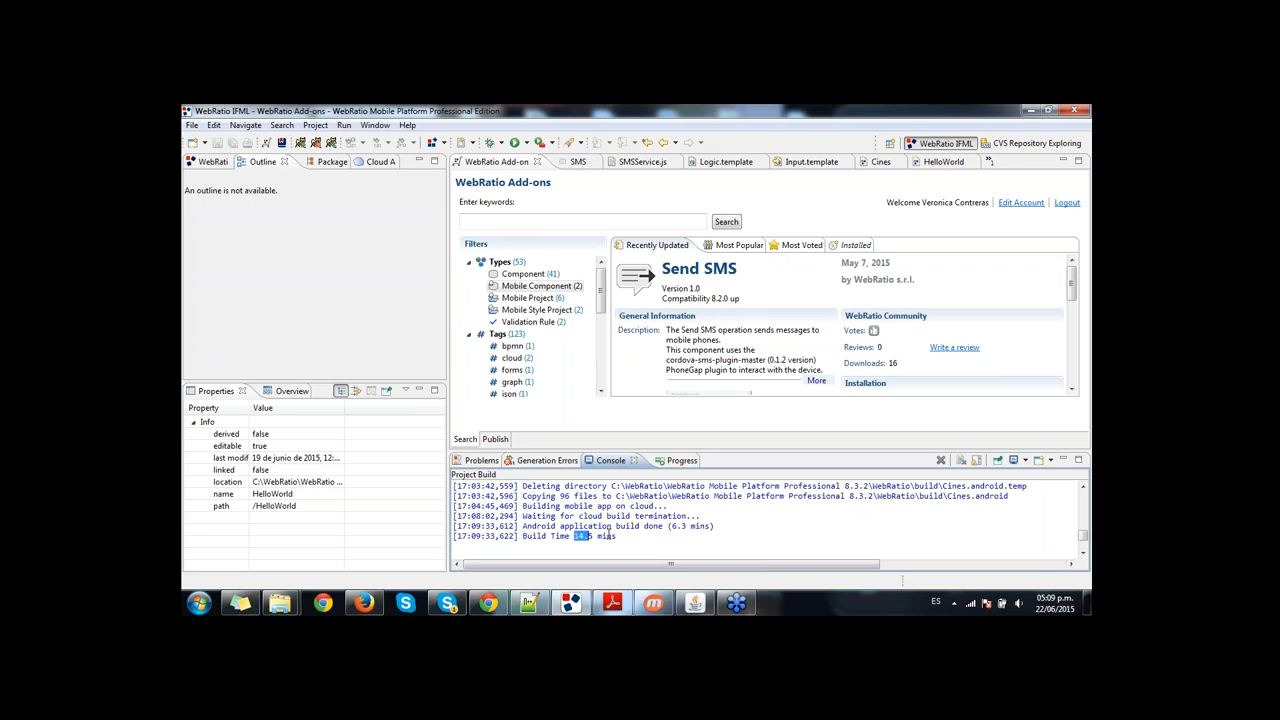 WebRatio IFML - WebRatio Add-ons - WebRatio Mobile Platform Professional Edition
File Edit Navigate Search Project Run Window Help
WebRatio IFML CVS Repository Exploring
WebRati Outline Package Cloud A
An outline is not available.
WebRatio Add-on SMS SMSService.js Logic.template Input.template Cines HelloWorld »1
WebRatio Add-ons
Enter keywords:
Welcome Veronica Contreras Edit Account Logout
Search
Filters
Types (53)
Component (41)
Mobile Component (2)
Mobile Project (6)
Mobile Style Project (2)
Validation Rule (2)
Tags (123)
# bpmn (1)
# cloud (2)
# forms (1)
# graph (1)
# json (1)
Recently Updated Most Popular Most Voted Installed
Send SMS
Version 1.0
Compatibility 8.2.0 up
May 7, 2015
by WebRatio s.r.l.
General Information
Description: The Send SMS operation sends messages to
mobile phones.
This component uses the
cordova-sms-plugin-master (0.1.2 version)
PhoneGap plugin to interact with the device.
More
WebRatio Community
Votes:
Reviews: 0 Write a review
Downloads: 16
Installation
Search Publish
Properties Overview
Property Value
Info
derived false
editable true
last modif 19 de junio de 2015, 12:...
linked false
location C:\WebRatio\WebRatio ...
name HelloWorld
path /HelloWorld
Problems Generation Errors Console Progress
Project Build
[17:03:42,559] Deleting directory C:\WebRatio\WebRatio Mobile Platform Professional 8.3.2\WebRatio\build\Cines.android.temp
[17:03:42,596] Copying 96 files to C:\WebRatio\WebRatio Mobile Platform Professional 8.3.2\WebRatio\build\Cines.android
[17:04:45,469] Building mobile app on cloud...
[17:08:02,294] Waiting for cloud build termination...
[17:09:33,612] Android application build done (6.3 mins)
[17:09:33,622] Build Time 14.5 mins
ES
05:09 p.m.
22/06/2015